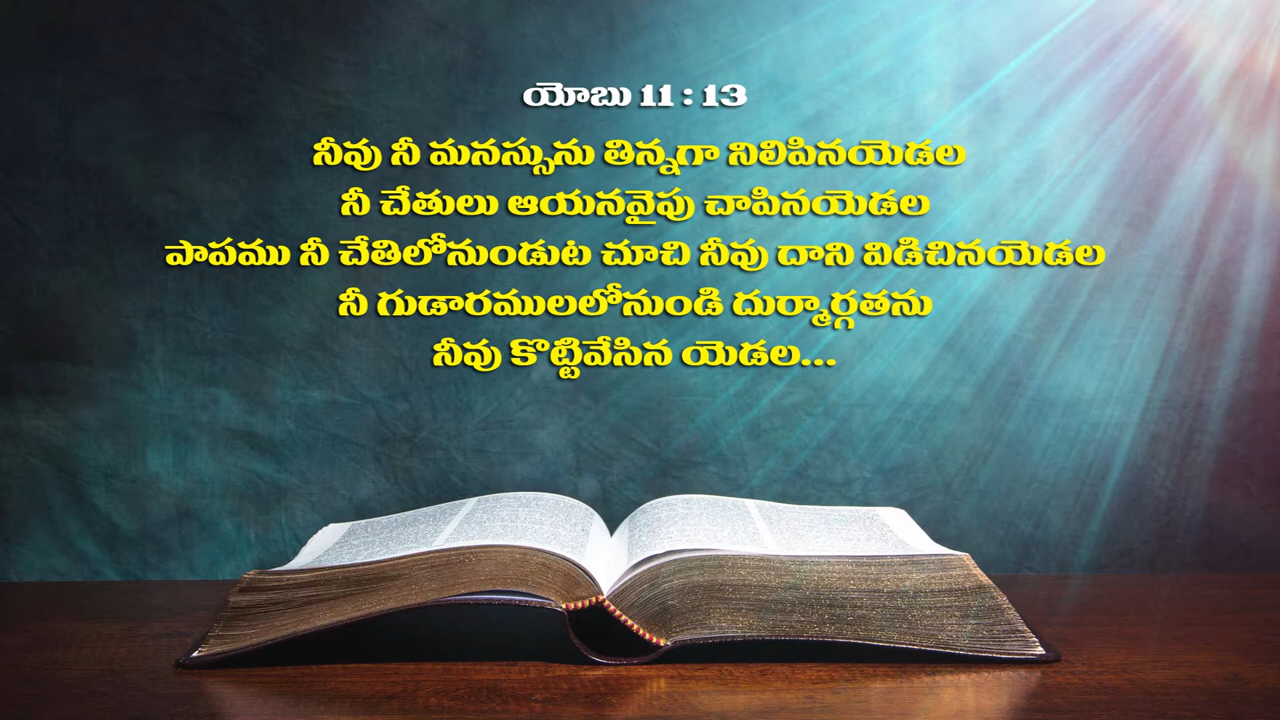 యోబు 11 : 13
నీవు నీ మనస్సును తిన్నగా నిలిపినయెడల
నీ చేతులు ఆయనవైపు చాపినయెడల
పాపము నీ చేతిలోనుండుట చూచి నీవు దాని విడిచినయెడల
నీ గుడారములలోనుండి దుర్మార్గతను
నీవు కొట్టివేసిన యెడల...